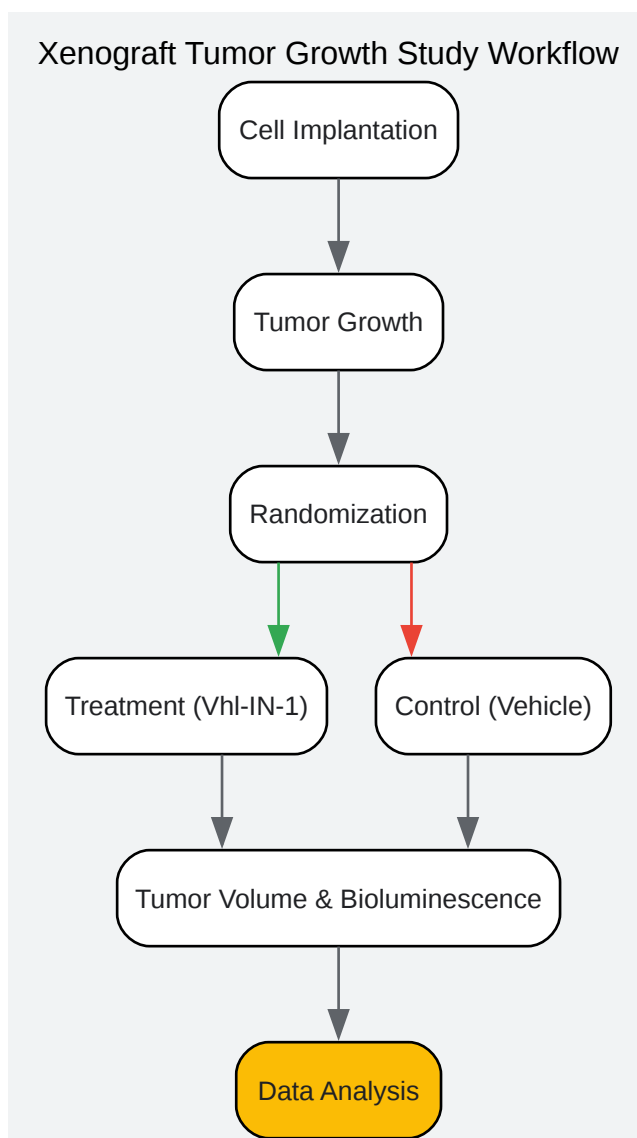 Xenograft Tumor Growth Study Workflow
Cell Implantation
Tumor Growth
Randomization
Treatment (Vhl-IN-1)
Control (Vehicle)
Tumor Volume & Bioluminescence
Data Analysis